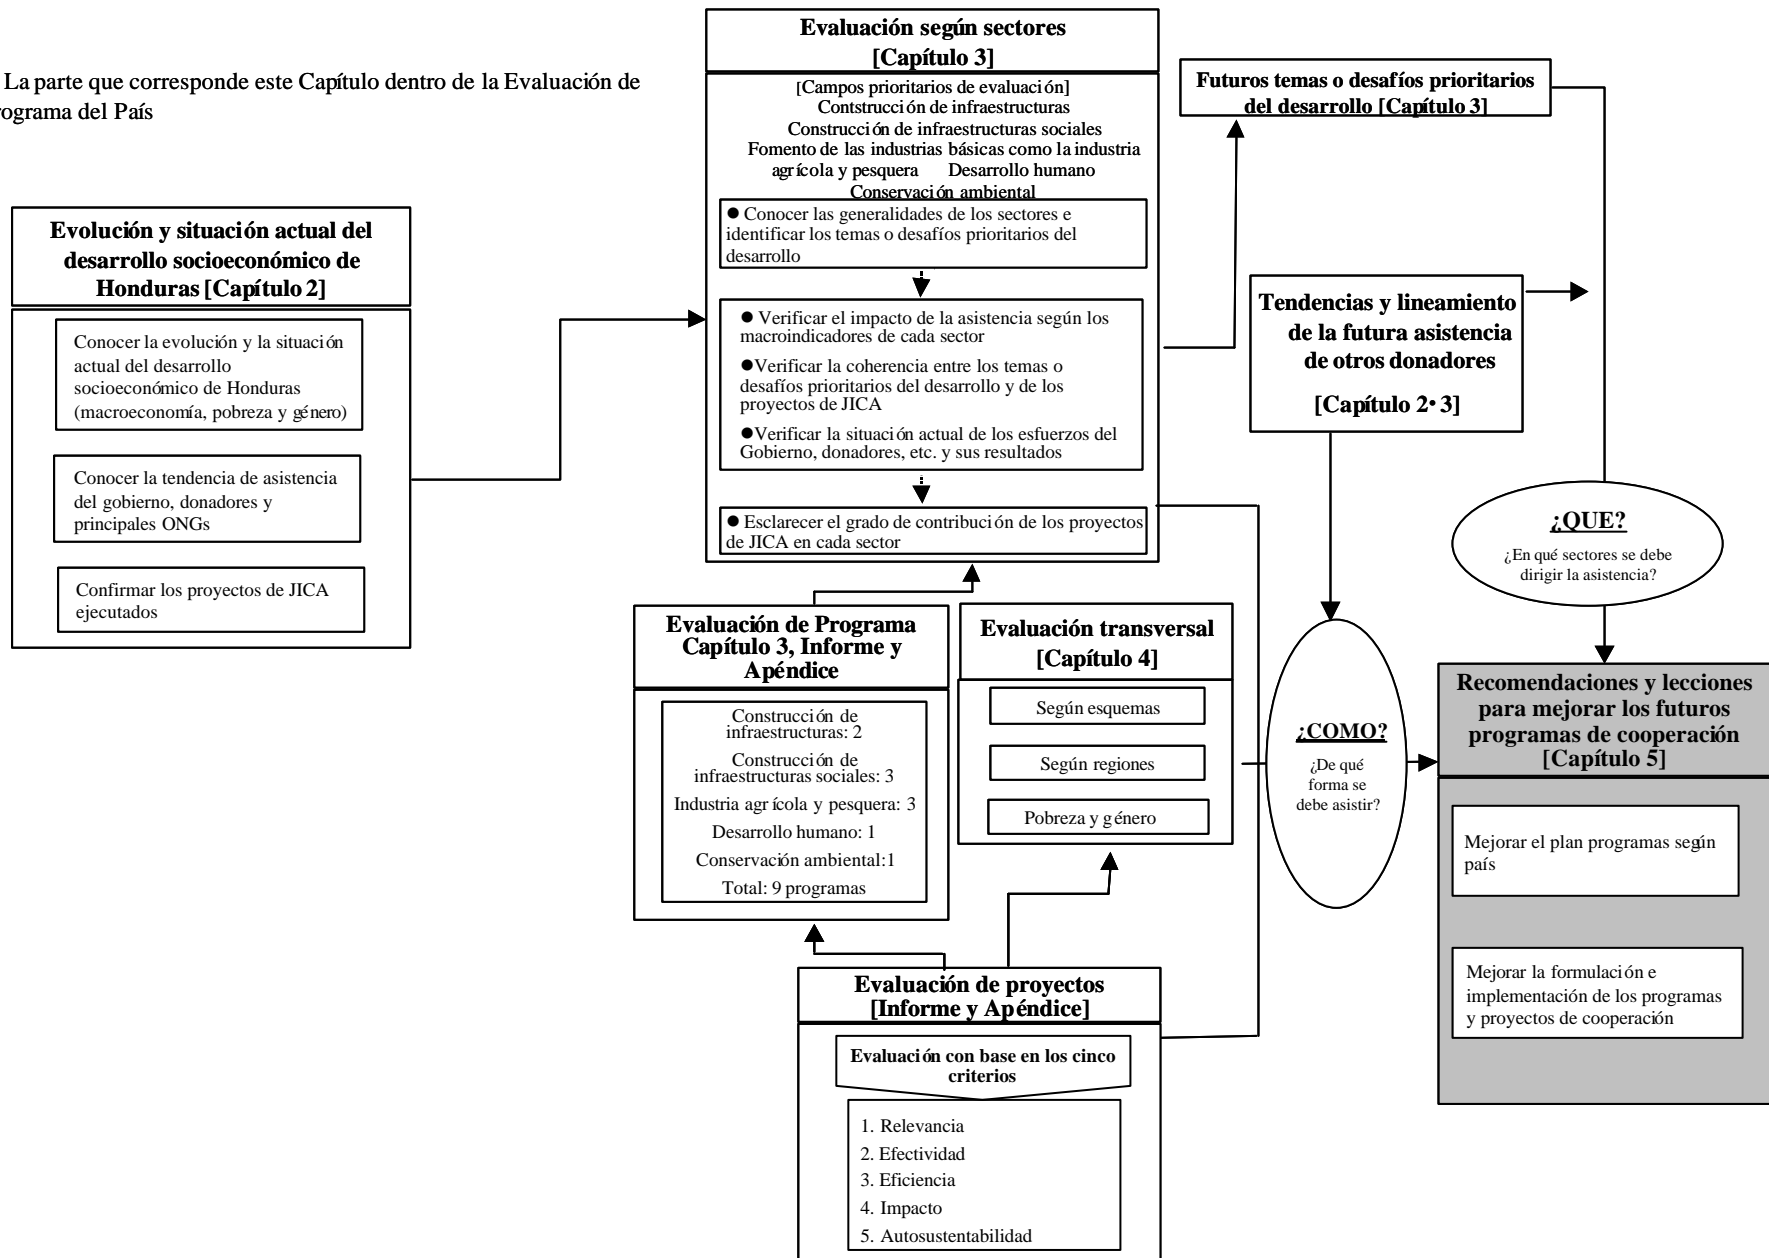 La parte que corresponde este Capítulo dentro de la Evaluación de
rograma del País
Evolución y situación actual del
desarrollo socioeconómico de
Honduras [Capítulo 2]
Conocer la evolución y la situación
actual del desarrollo
socioeconómico de Honduras
(macroeconomía, pobreza y género)
Conocer la tendencia de asistencia
del gobierno, donadores y
principales ONGs
Confirmar los proyectos de JICA
ejecutados
Evaluación según sectores
[Capítulo 3]
[Campos prioritarios de evaluación]
Contstrucción de infraestructuras
Construcción de infraestructuras sociales
Fomento de las industrias básicas como la industria
agrícola y pesquera Desarrollo humano
Conservación ambiental
● Conocer las generalidades de los sectores e
identificar los temas o desafíos prioritarios del
desarrollo
● Verificar el impacto de la asistencia según los
macroindicadores de cada sector
●Verificar la coherencia entre los temas o
desafíos prioritarios del desarrollo y de los
proyectos de JICA
●Verificar la situación actual de los esfuerzos del
Gobierno, donadores, etc. y sus resultados
● Esclarecer el grado de contribución de los proyectos
de JICA en cada sector
Evaluación de Programa
Capítulo 3, Informe y
Apéndice
Construcción de
infraestructuras: 2
Construcción de
infraestructuras sociales: 3
Industria agrícola y pesquera: 3
Desarrollo humano: 1
Conservación ambiental:1
Total: 9 programas
Evaluación transversal
[Capítulo 4]
Según esquemas
Según regiones
Pobreza y género
Evaluación de proyectos
[Informe y Apéndice]
Evaluación con base en los cinco
criterios
1. Relevancia
2. Efectividad
3. Eficiencia
4. Impacto
5. Autosustentabilidad
Futuros temas o desafíos prioritarios
del desarrollo [Capítulo 3]
Tendencias y lineamiento
de la futura asistencia
de otros donadores
[Capítulo 2• 3]
¿QUE?
¿En qué sectores se debe
dirigir la asistencia?
¿COMO?
¿De qué
forma se
debe asistir?
Recomendaciones y lecciones
para mejorar los futuros
programas de cooperación
[Capítulo 5]
Mejorar el plan programas según
país
Mejorar la formulación e
implementación de los programas
y proyectos de cooperación